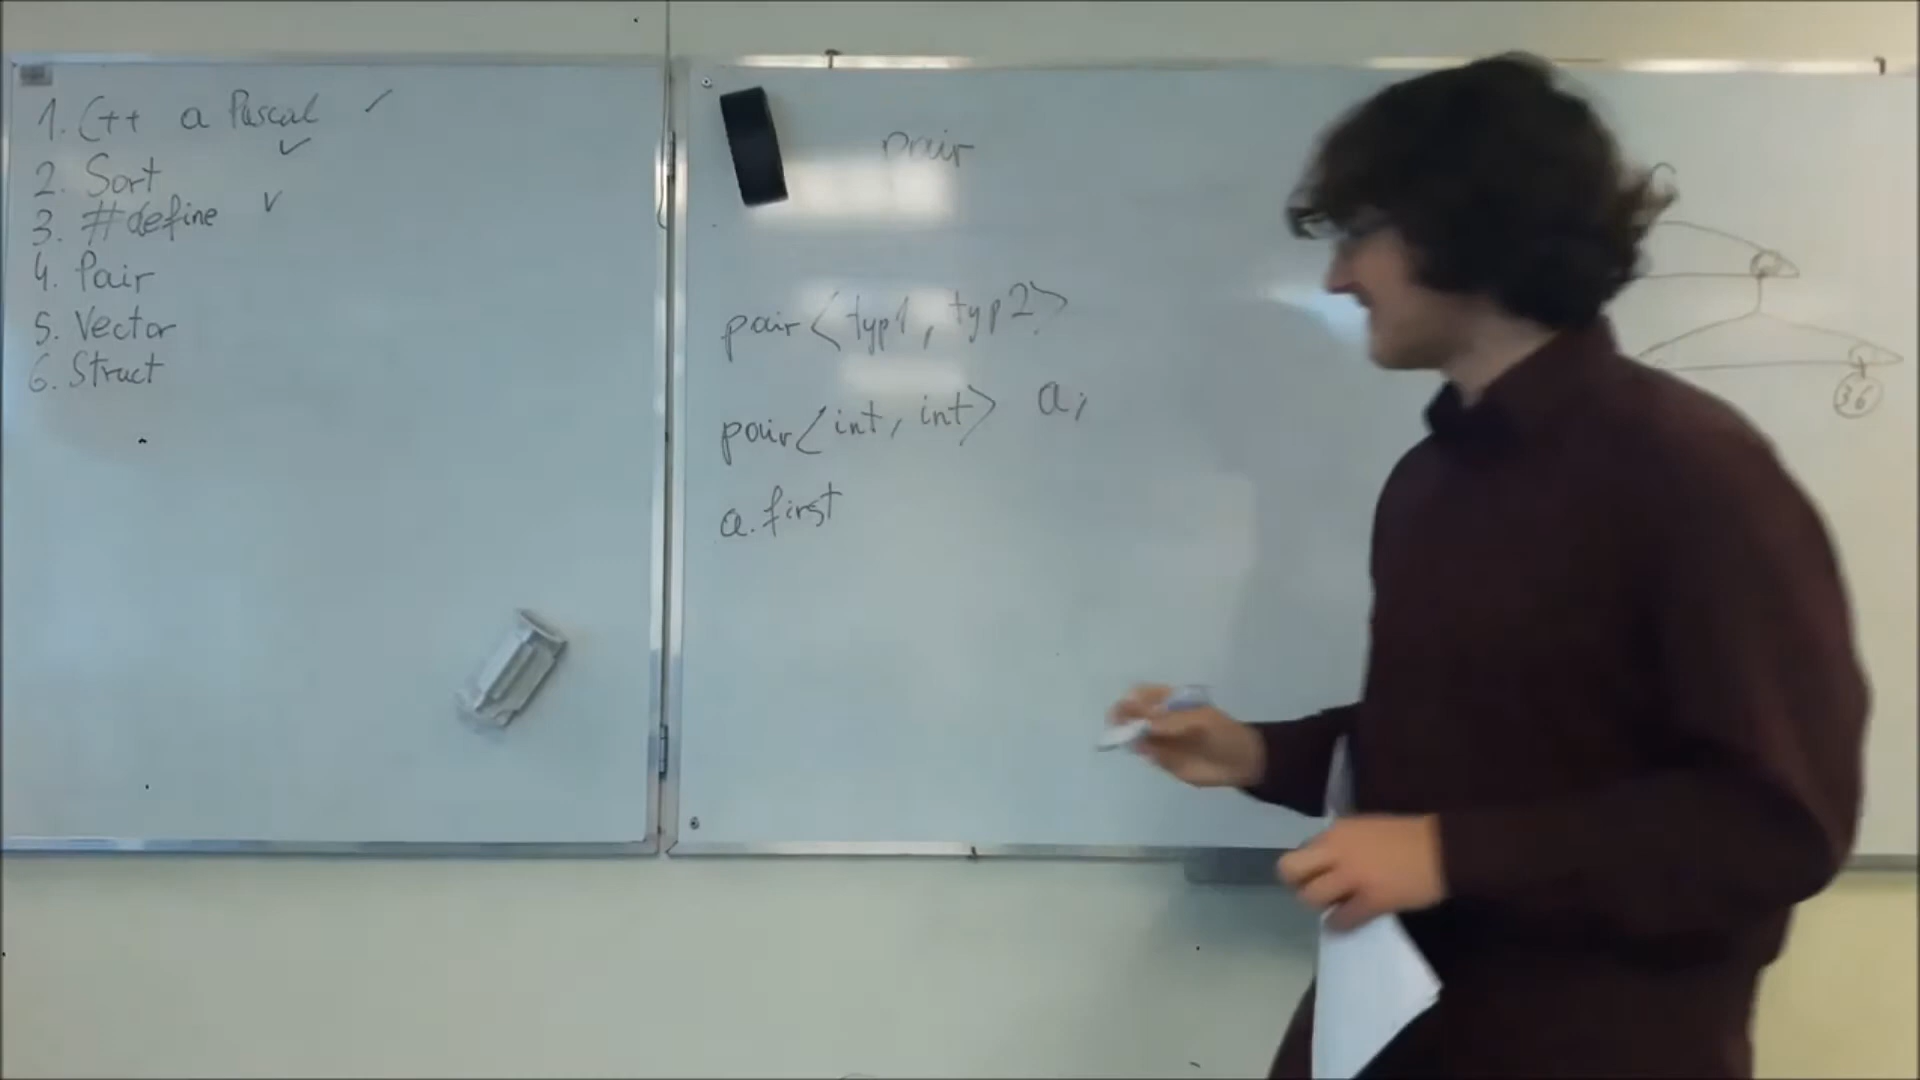 1. C++ a Pascal ✓
2. Sort ✓
3. #define ✓
4. Pair
5. Vector
6. Struct
pair
pair<typ1, typ2>
pair<int, int> a;
a.first
36